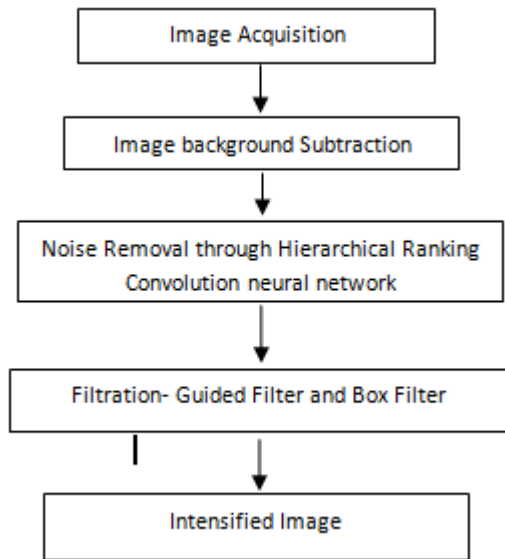 Image Acquisition
Image background Subtraction
Noise Removal through Hierarchical Ranking
Convolution neural network
Filtration- Guided Filter and Box Filter
Intensified Image